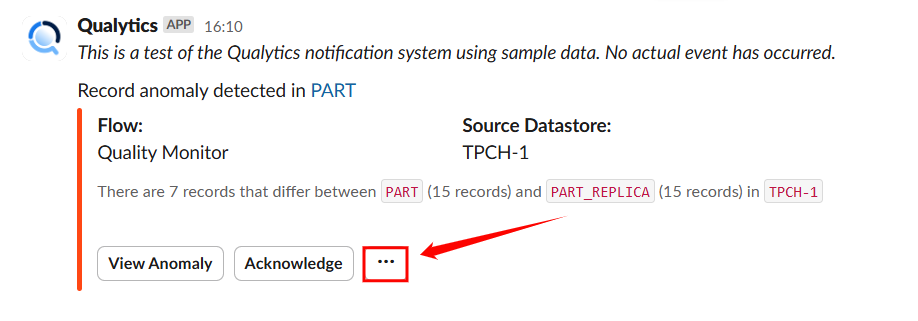 Qualytics APP 16:10
This is a test of the Qualytics notification system using sample data. No actual event has occurred.
Record anomaly detected in PART
Flow: Source Datastore:
Quality Monitor TPCH-1
There are 7 records that differ between PART (15 records) and PART_REPLICA (15 records) in TPCH-1
View Anomaly Acknowledge ...